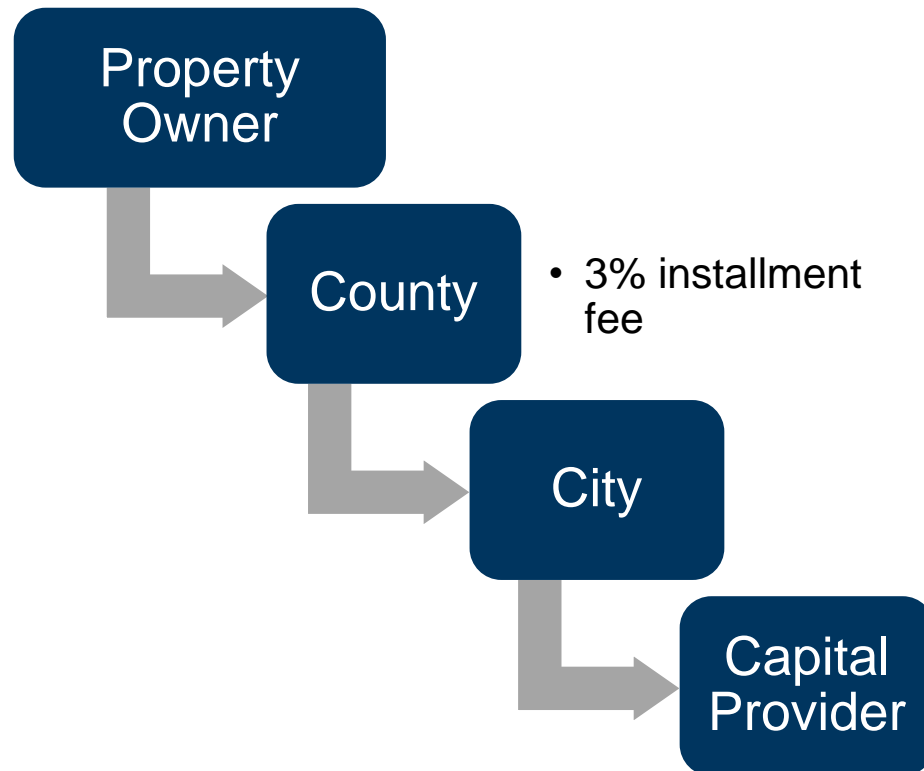 Property
Owner
County
• 3% installment
fee
City
Capital
Provider